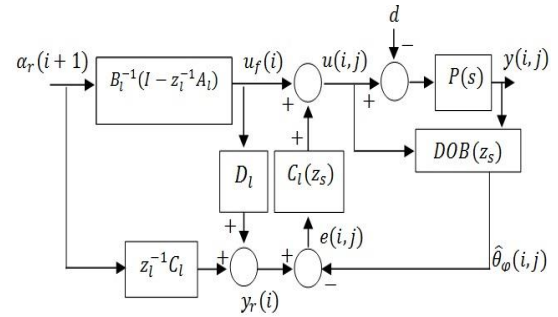 d
−
α_r(i+1)
B_l^{-1}(I − z_l^{-1}A_l)
u_f(i)
u(i,j)
P(s)
y(i,j)
+
+
+
D_l
C_l(z_s)
DOB(z_s)
+
e(i,j)
z_l^{-1}C_l
+
+
−
y_r(i)
θ̂_φ(i,j)